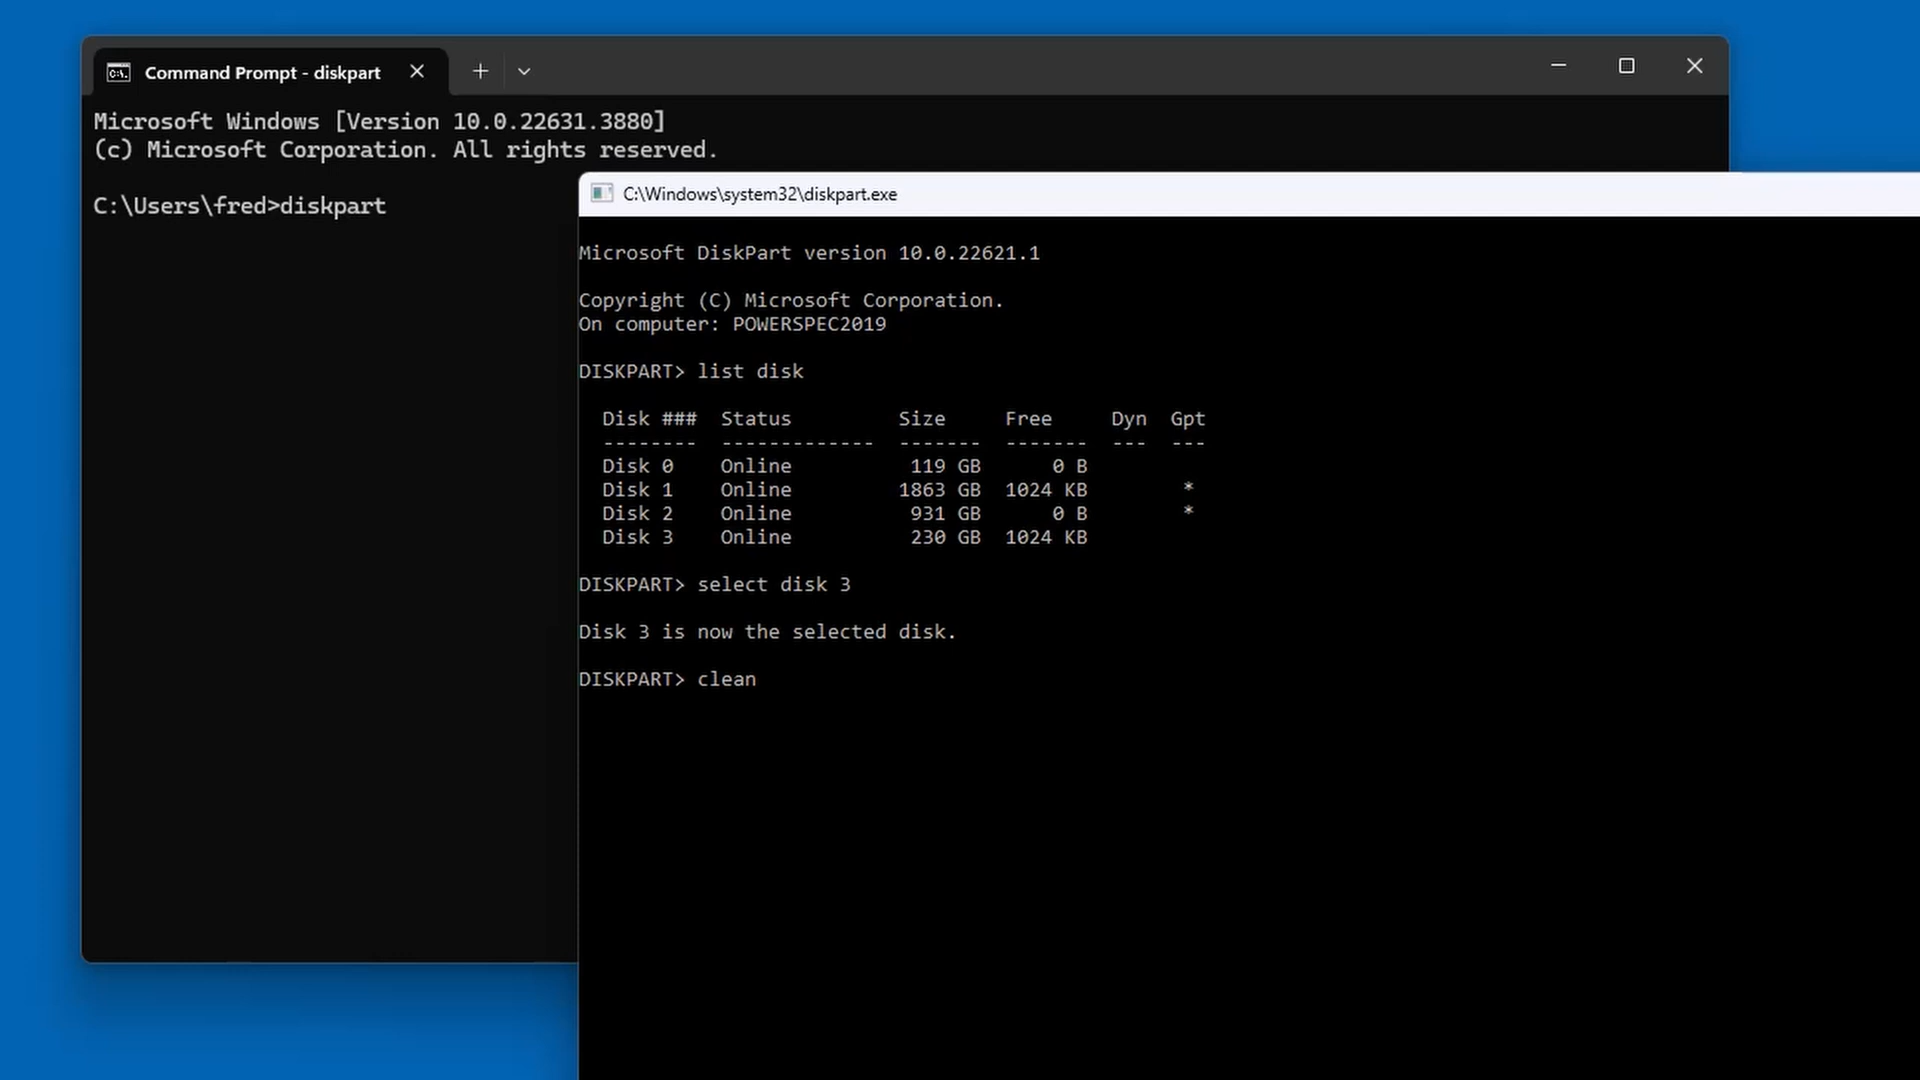 Command Prompt - diskpart
Microsoft Windows [Version 10.0.22631.3880]
(c) Microsoft Corporation. All rights reserved.
C:\Users\fred>diskpart
C:\Windows\system32\diskpart.exe
Microsoft DiskPart version 10.0.22621.1
Copyright (C) Microsoft Corporation.
On computer: POWERSPEC2019
DISKPART> list disk
Disk ###  Status         Size     Free     Dyn  Gpt
--------  -------------  -------  -------  ---  ---
Disk 0    Online          119 GB      0 B
Disk 1    Online         1863 GB  1024 KB        *
Disk 2    Online          931 GB      0 B        *
Disk 3    Online          230 GB  1024 KB
DISKPART> select disk 3
Disk 3 is now the selected disk.
DISKPART> clean